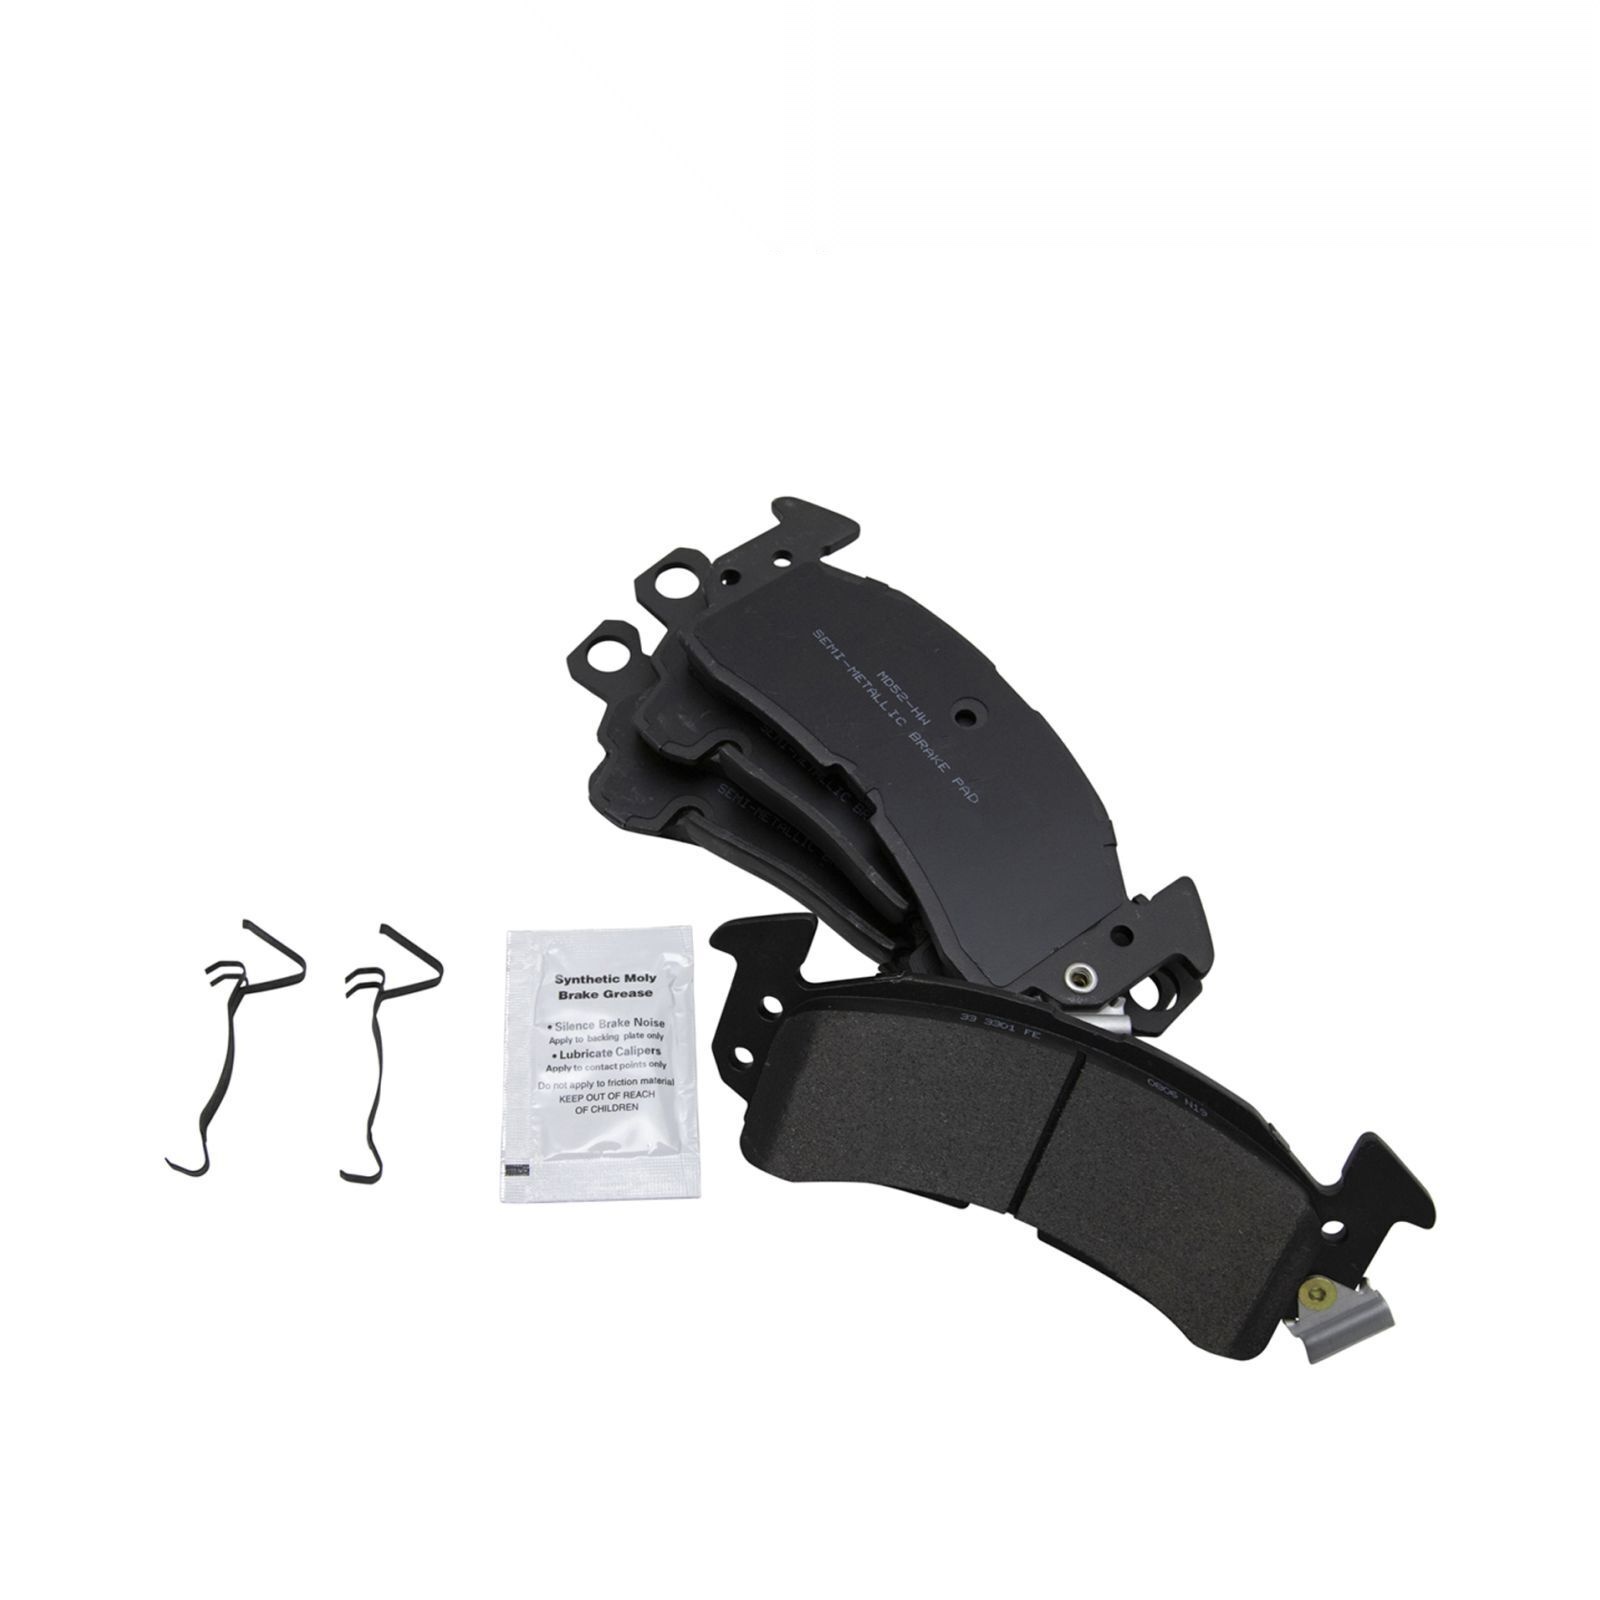 MD52-HW
SEMI-METALLIC BRAKE PAD
SEMI-METALLIC BR
SEMI-METALLIC B
Synthetic Moly
Brake Grease
• Silence Brake Noise
Apply to backing plate only
• Lubricate Calipers
Apply to contact points only
Do not apply to friction material
KEEP OUT OF REACH
OF CHILDREN
33 3301 FE
0806 N19